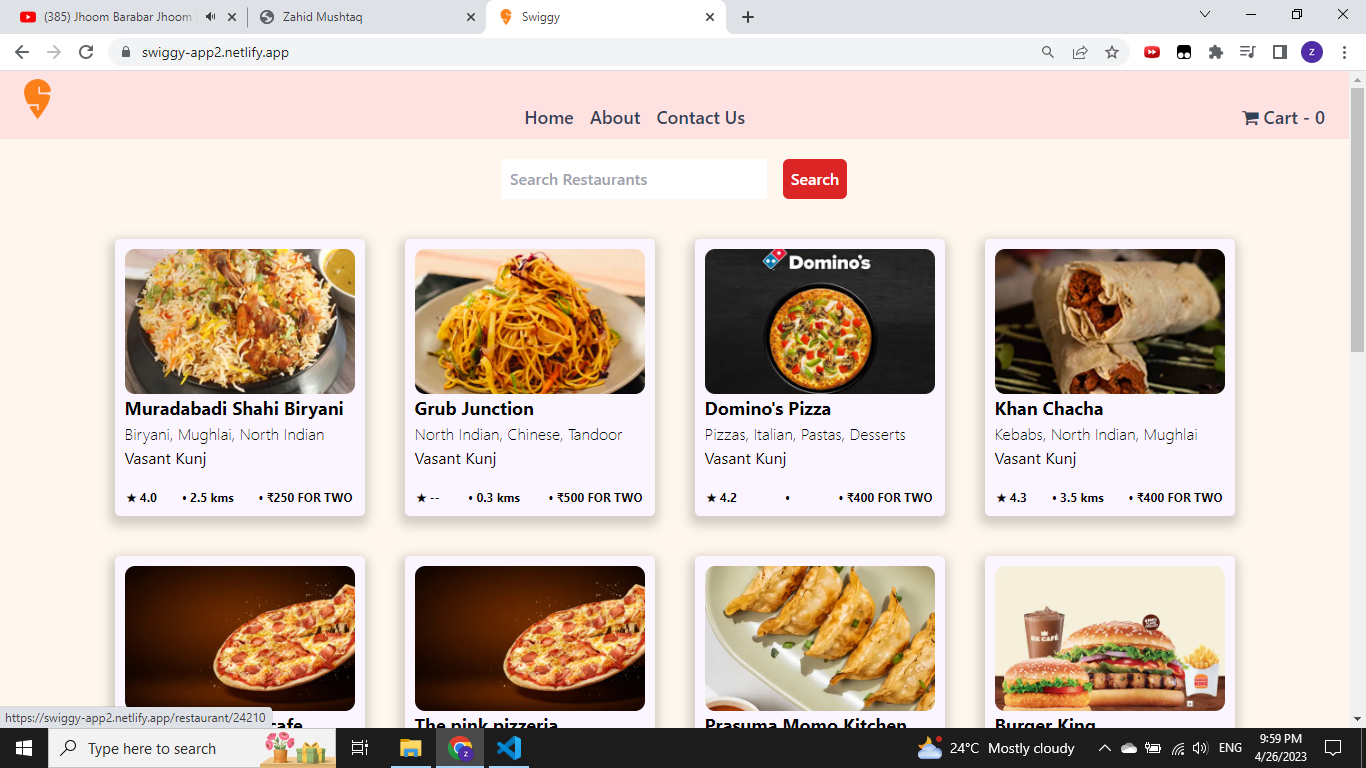 (385) Jhoom Barabar Jhoom
Zahid Mushtaq
Swiggy
swiggy-app2.netlify.app
z
Home About Contact Us
Cart - 0
Search Restaurants
Search
Domino's
Muradabadi Shahi Biryani
Biryani, Mughlai, North Indian
Vasant Kunj
★ 4.0 • 2.5 kms • ₹250 FOR TWO
Grub Junction
North Indian, Chinese, Tandoor
Vasant Kunj
★ -- • 0.3 kms • ₹500 FOR TWO
Domino's Pizza
Pizzas, Italian, Pastas, Desserts
Vasant Kunj
★ 4.2 • • ₹400 FOR TWO
Khan Chacha
Kebabs, North Indian, Mughlai
Vasant Kunj
★ 4.3 • 3.5 kms • ₹400 FOR TWO
cafe
The pink pizzeria
Prasuma Momo Kitchen
BK CAFÉ
Burger King
https://swiggy-app2.netlify.app/restaurant/24210
Type here to search
z
24°C Mostly cloudy
ENG
9:59 PM
4/26/2023